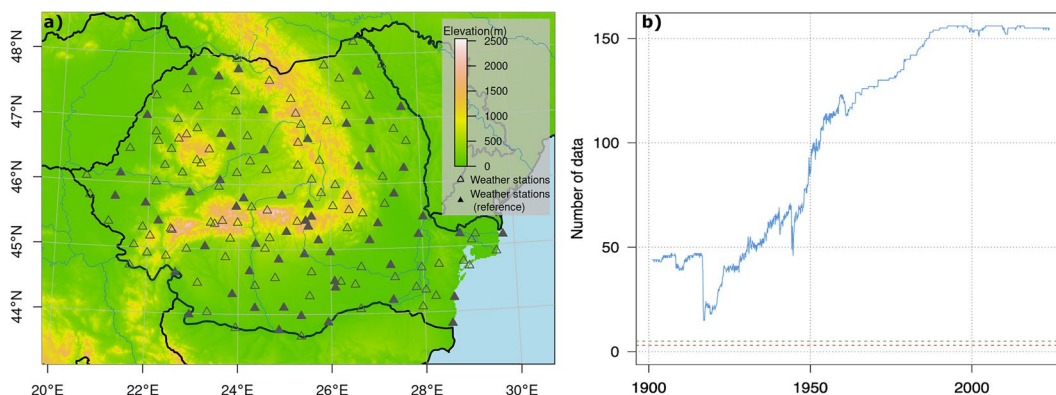 a)
Elevation(m)
2500
2000
1500
1000
500
0
Weather stations
Weather stations
(reference)
48°N
47°N
46°N
45°N
44°N
20°E
22°E
24°E
26°E
28°E
30°E
b)
Number of data
150
100
50
0
1900
1950
2000